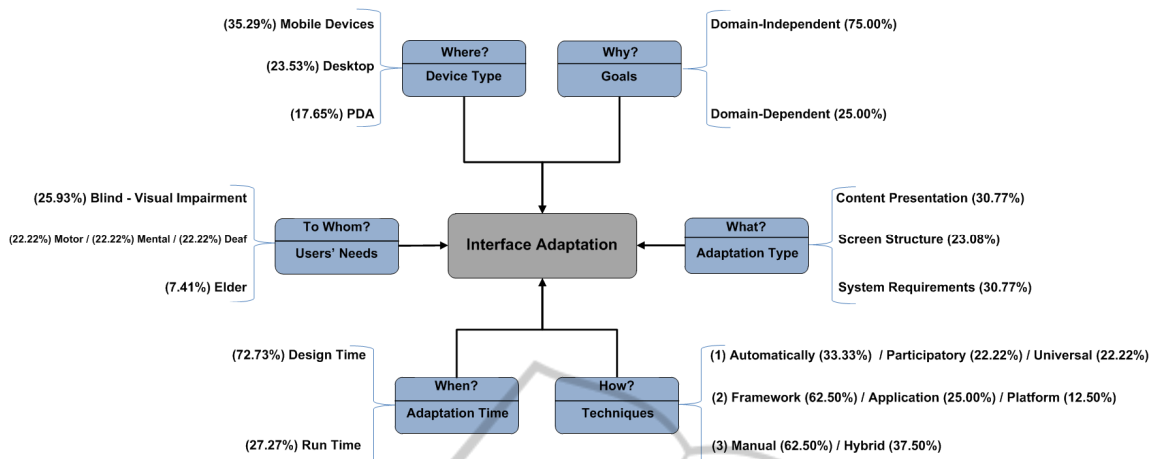 (35.29%) Mobile Devices
(23.53%) Desktop
(17.65%) PDA
Where?
Device Type
Why?
Goals
Domain-Independent (75.00%)
Domain-Dependent (25.00%)
(25.93%) Blind - Visual Impairment
(22.22%) Motor / (22.22%) Mental / (22.22%) Deaf
(7.41%) Elder
To Whom?
Users' Needs
Interface Adaptation
What?
Adaptation Type
Content Presentation (30.77%)
Screen Structure (23.08%)
System Requirements (30.77%)
(72.73%) Design Time
(27.27%) Run Time
When?
Adaptation Time
How?
Techniques
(1) Automatically (33.33%) / Participatory (22.22%) / Universal (22.22%)
(2) Framework (62.50%) / Application (25.00%) / Platform (12.50%)
(3) Manual (62.50%) / Hybrid (37.50%)